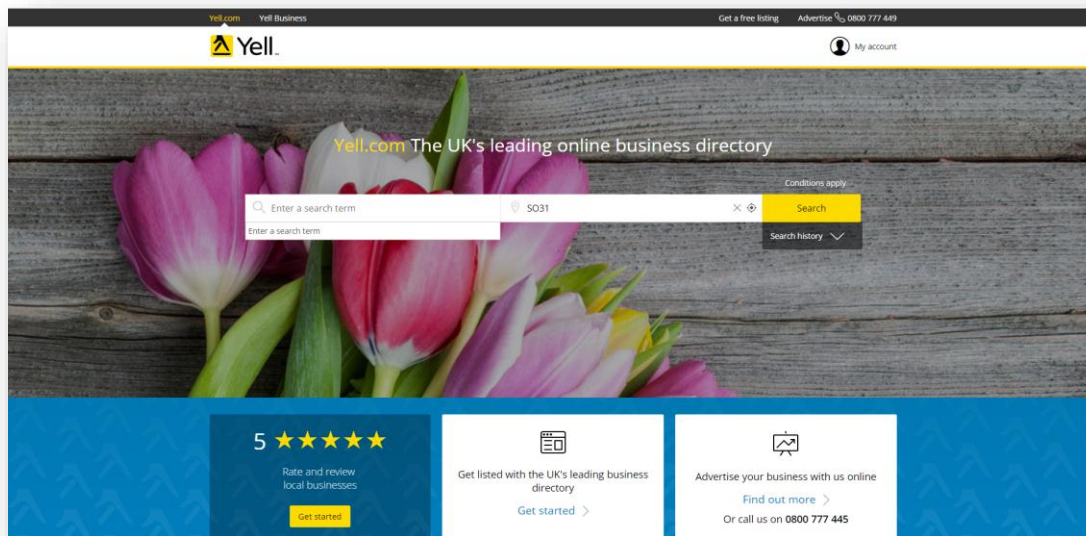 Yell.com Yell Business Get a free listing Advertise 0800 777 449
Yell My account
Yell.com The UK's leading online business directory
Conditions apply
Enter a search term SO31 Search
Enter a search term
Search history
5
Rate and review
local businesses
Get started
Get listed with the UK's leading business
directory
Get started
Advertise your business with us online
Find out more
Or call us on 0800 777 445